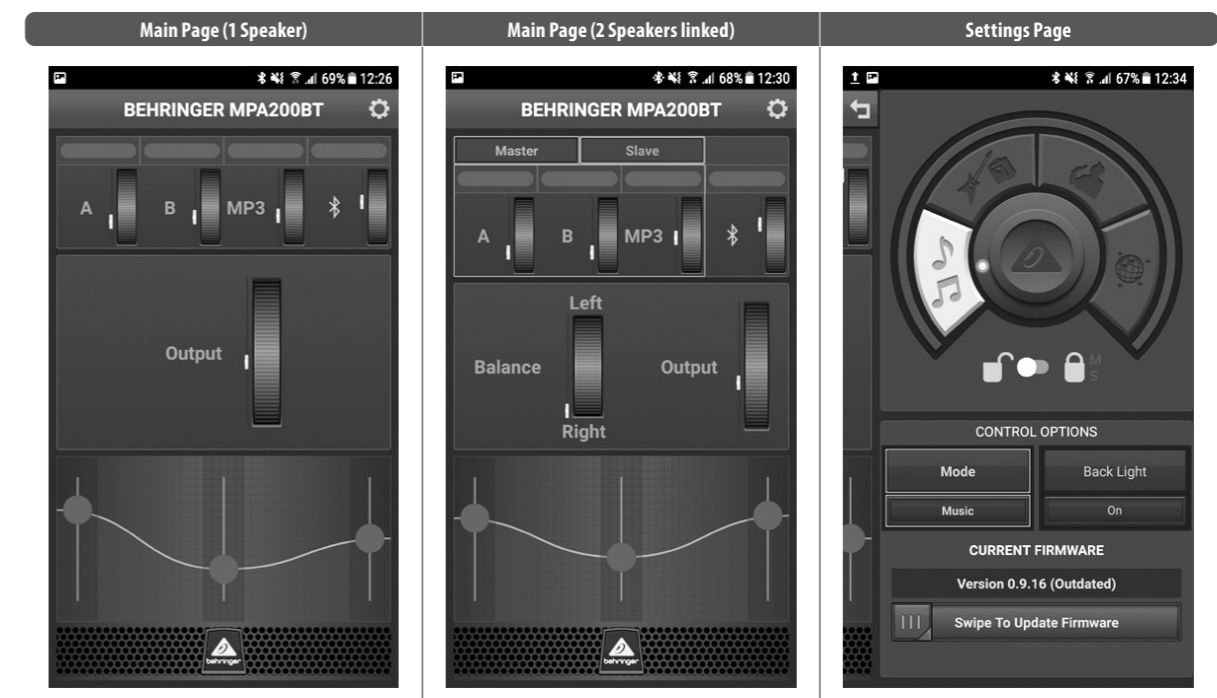 Main Page (1 Speaker)
Main Page (2 Speakers linked)
Settings Page
69% 12:26
BEHRINGER MPA200BT
A
B
MP3
Output
behringer
68% 12:30
BEHRINGER MPA200BT
Master
Slave
A
B
MP3
Left
Balance
Output
Right
behringer
67% 12:34
M
S
CONTROL OPTIONS
Mode
Back Light
Music
On
CURRENT FIRMWARE
Version 0.9.16 (Outdated)
Swipe To Update Firmware